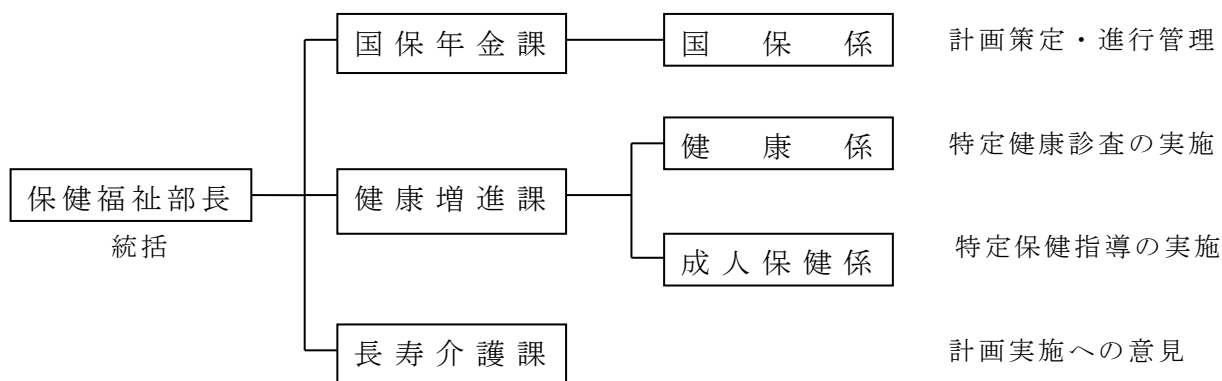 国保年金課 国保係 計画策定・進行管理
健康係 特定健康診査の実施
保健福祉部長 健康増進課
統括
成人保健係 特定保健指導の実施
長寿介護課 計画実施への意見